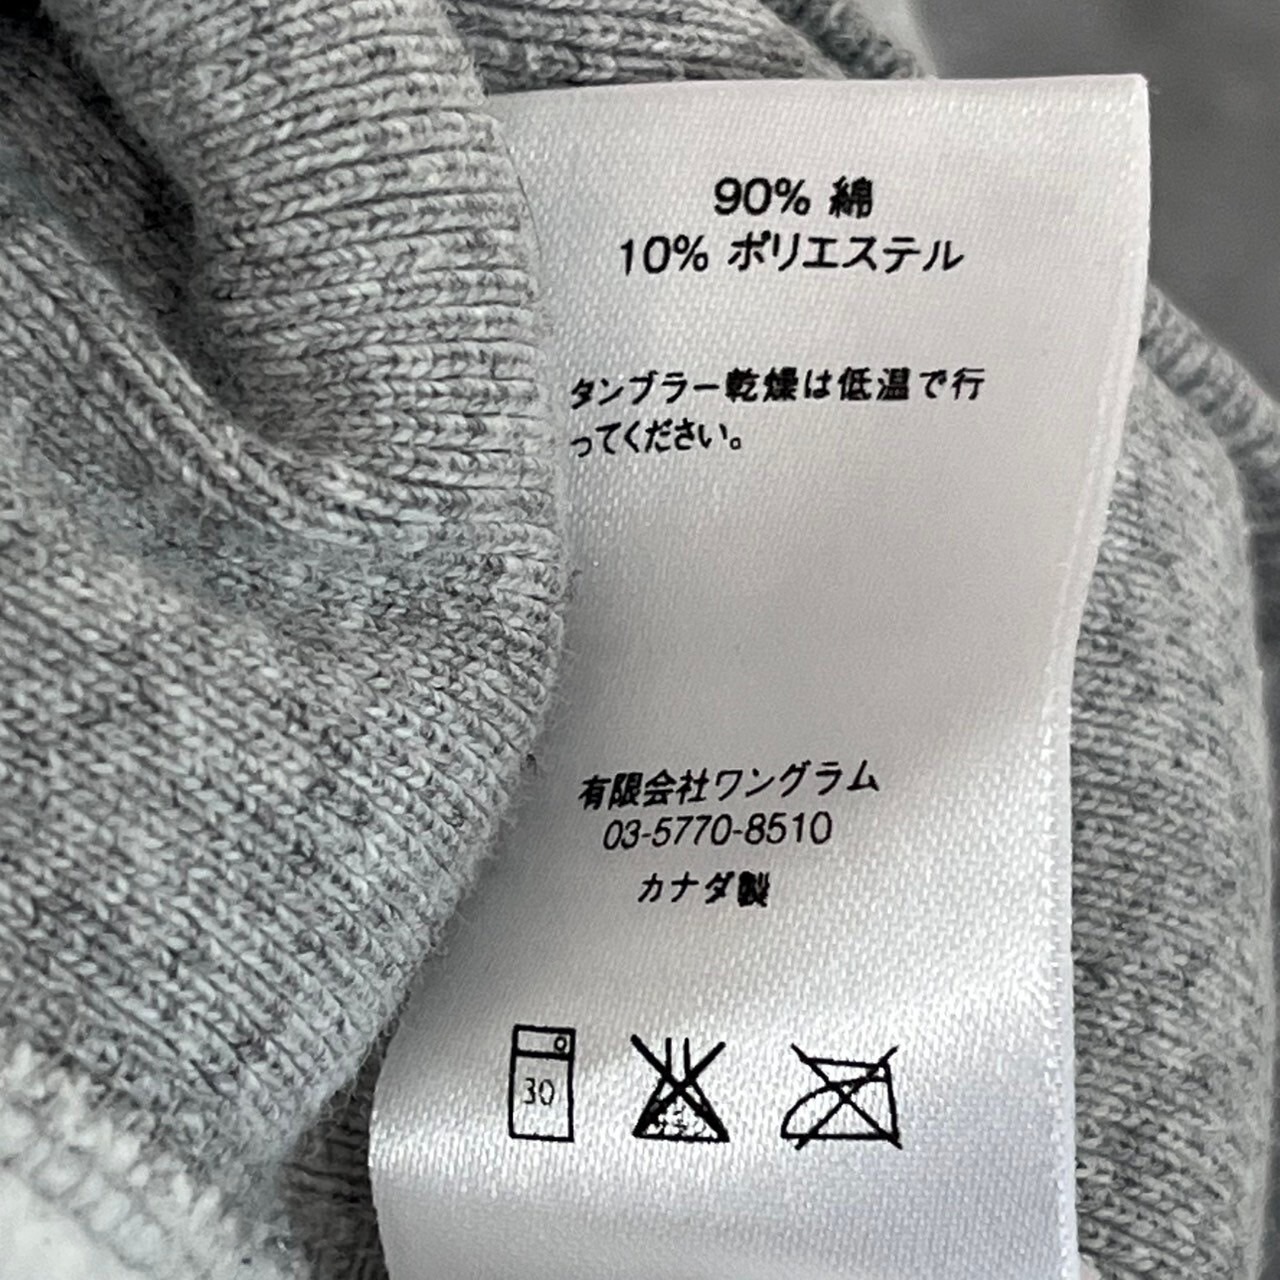 90% 綿
10% ポリエステル
タンブラー乾燥は低温で行
ってください。
有限会社ワングラム
03-5770-8510
カナダ製
30